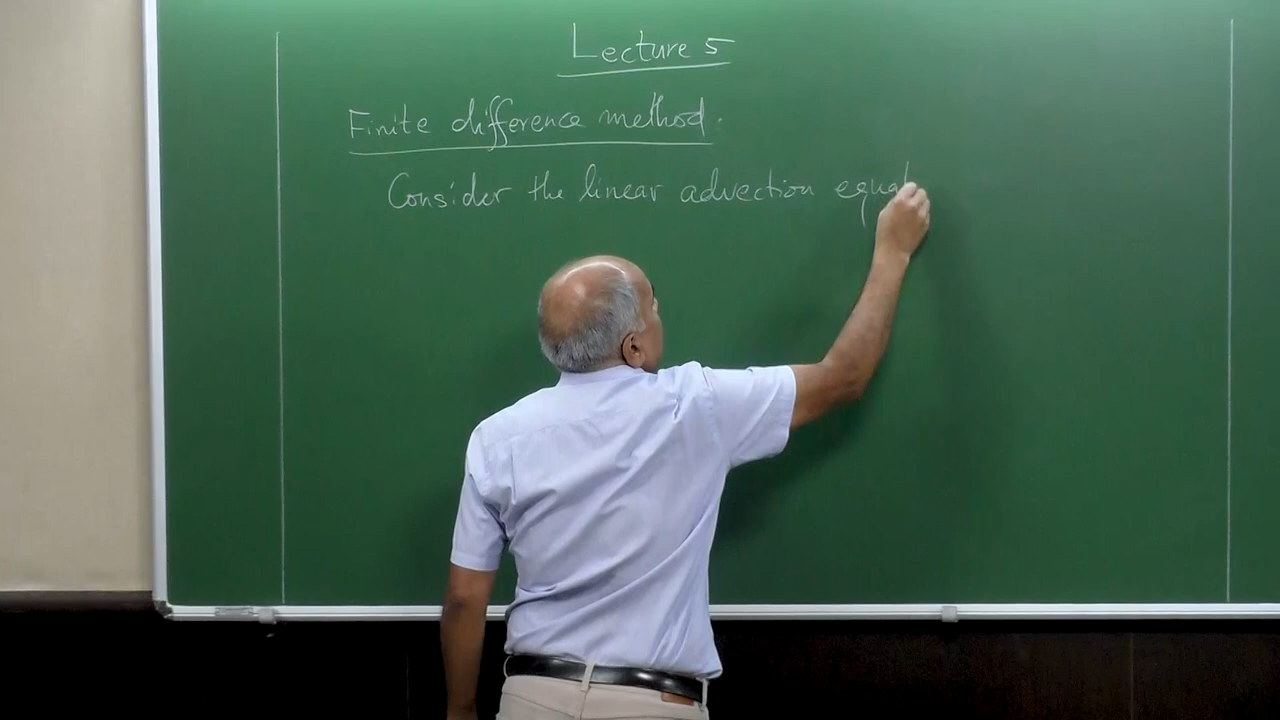 Lecture 5
Finite difference method.
Consider the linear advection equat